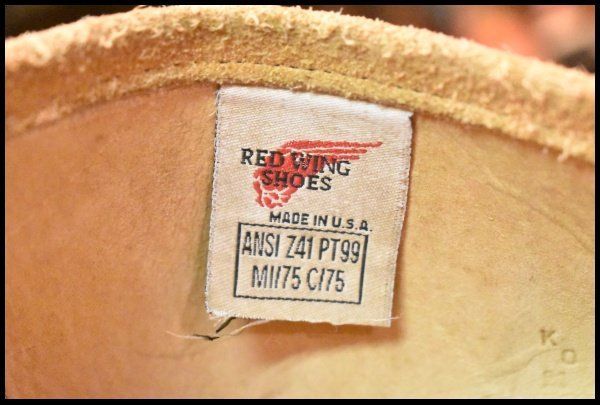 RED WING
SHOES
MADE IN U.S.A.
ANSI Z41 PT99
MI/75 C/75
K O